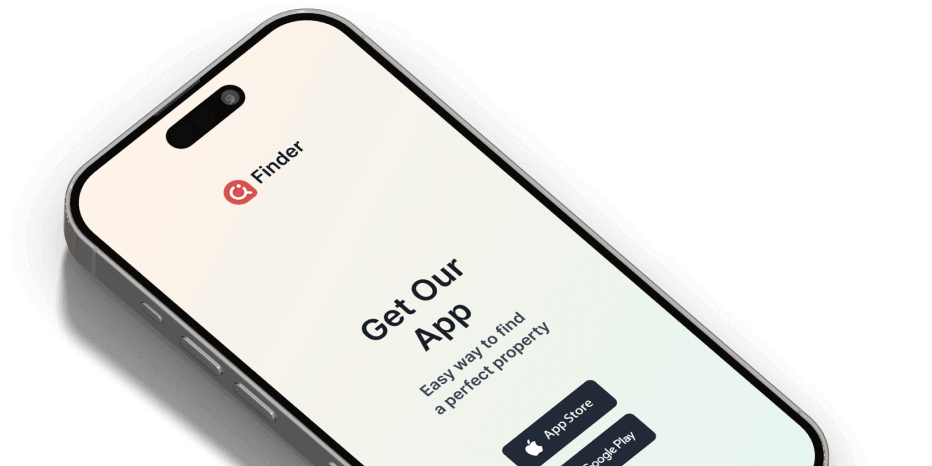 Finder
Get Our
App
Easy way to find
a perfect property
App Store
Google Play